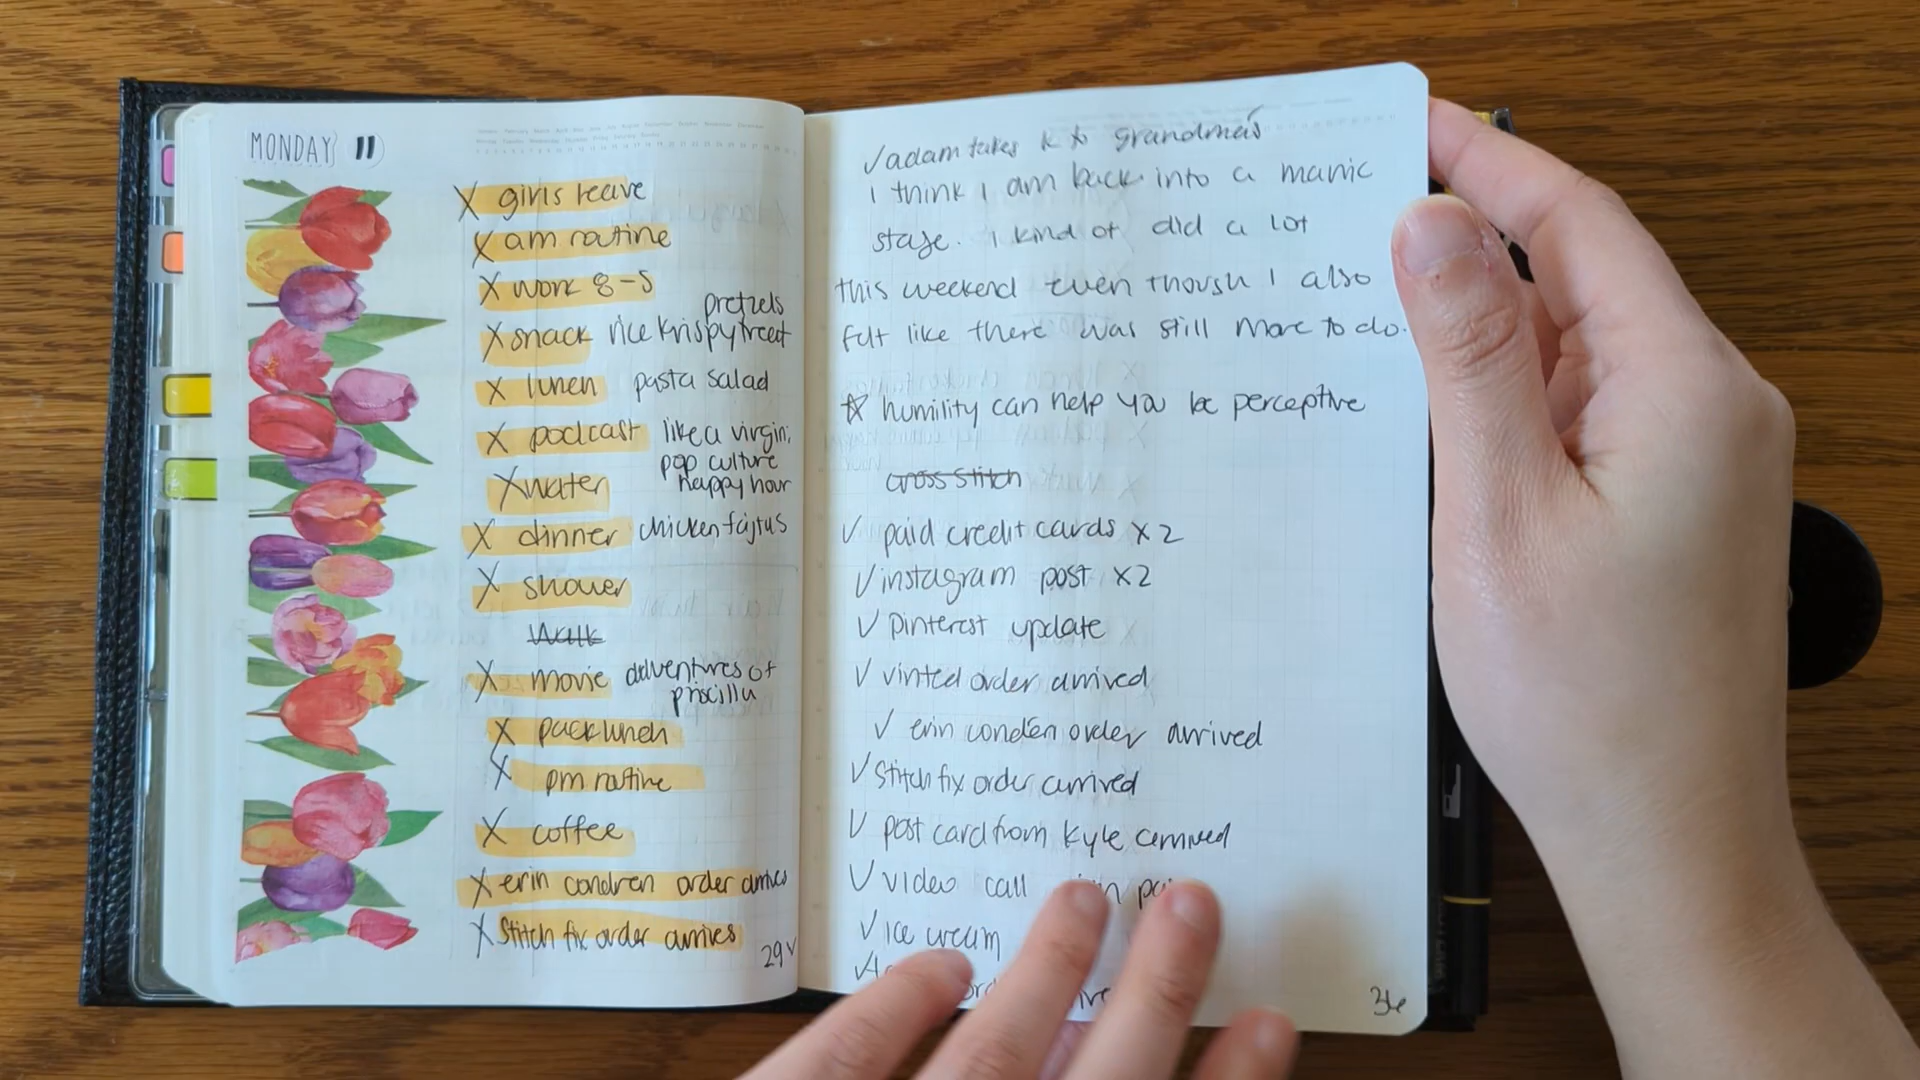 MONDAY 11
X girls leave
X am routine
X work 8-5
pretzels
X snack rice krispy treat
X lunch pasta salad
X podcast like a virgin,
pop culture
happy hour
X water
X dinner chicken fajitas
X shower
walk
X movie adventures of
priscilla
X pack lunch
X pm routine
X coffee
X erin condren order arrives
X stitch fix order arrives
29 ✓
✓ adam takes k to grandmas
i think i am back into a manic
stage. i kind of did a lot
this weekend even though i also
felt like there was still more to do.
☆ humility can help you be perceptive
cross stitch
✓ paid credit cards x2
✓ instagram post x2
✓ pinterest update
✓ vinted order arrived
✓ erin conden order arrived
✓ stitch fix order arrived
✓ post card from kyle arrived
✓ video call
✓ ice cream